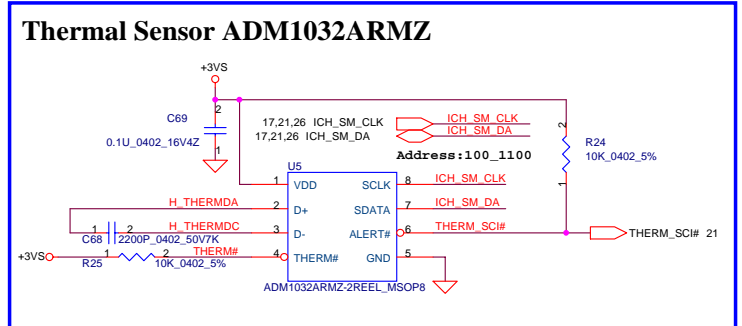 Thermal Sensor ADM1032ARMZ
+3VS
2
C69
0.1U_0402_16V4Z
1
17,21,26 ICH_SM_CLK ICH_SM_CLK
17,21,26 ICH_SM_DA ICH_SM_DA
Address:100_1100
2
R24
10K_0402_5%
1
U5
1 VDD SCLK 8 ICH_SM_CLK
H_THERMDA 2 D+ SDATA 7 ICH_SM_DA
1 2 H_THERMDC 3 D- ALERT# 6 THERM_SCI# THERM_SCI# 21
C68 2200P_0402_50V7K
+3VS 1 2 THERM# 4 THERM# GND 5
R25 10K_0402_5%
ADM1032ARMZ-2REEL_MSOP8